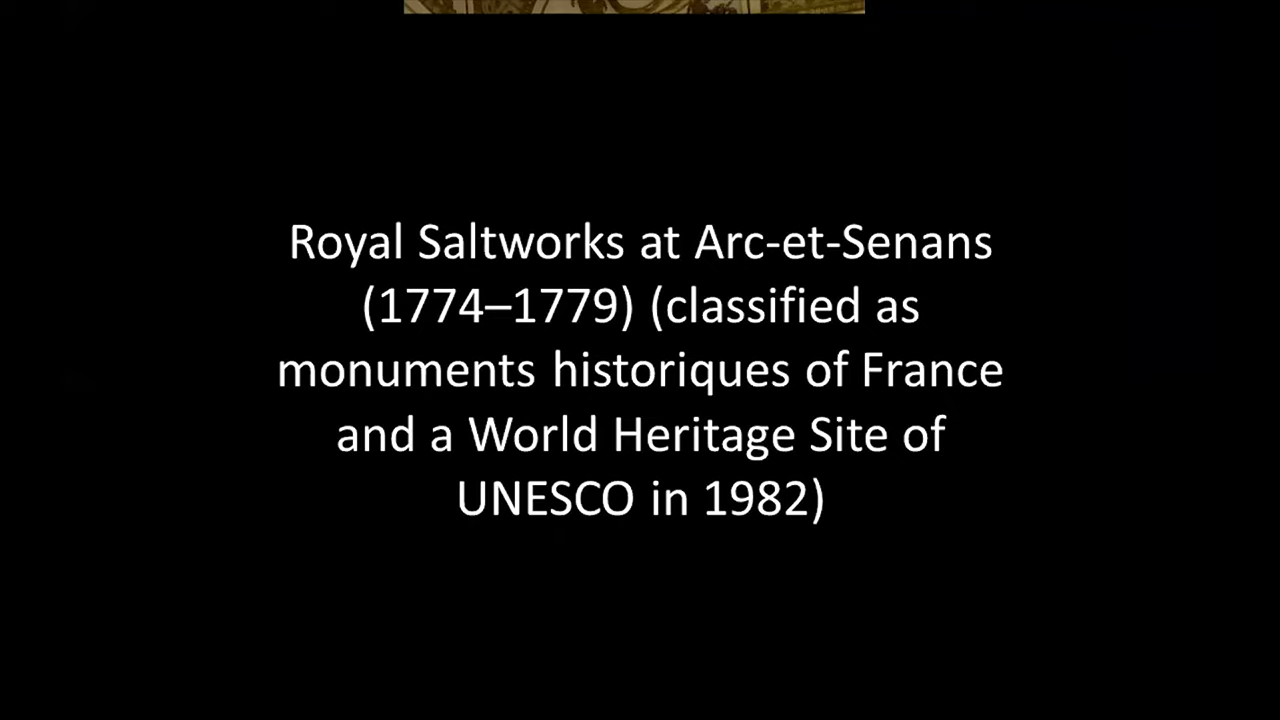 Royal Saltworks at Arc-et-Senans
(1774–1779) (classified as
monuments historiques of France
and a World Heritage Site of
UNESCO in 1982)